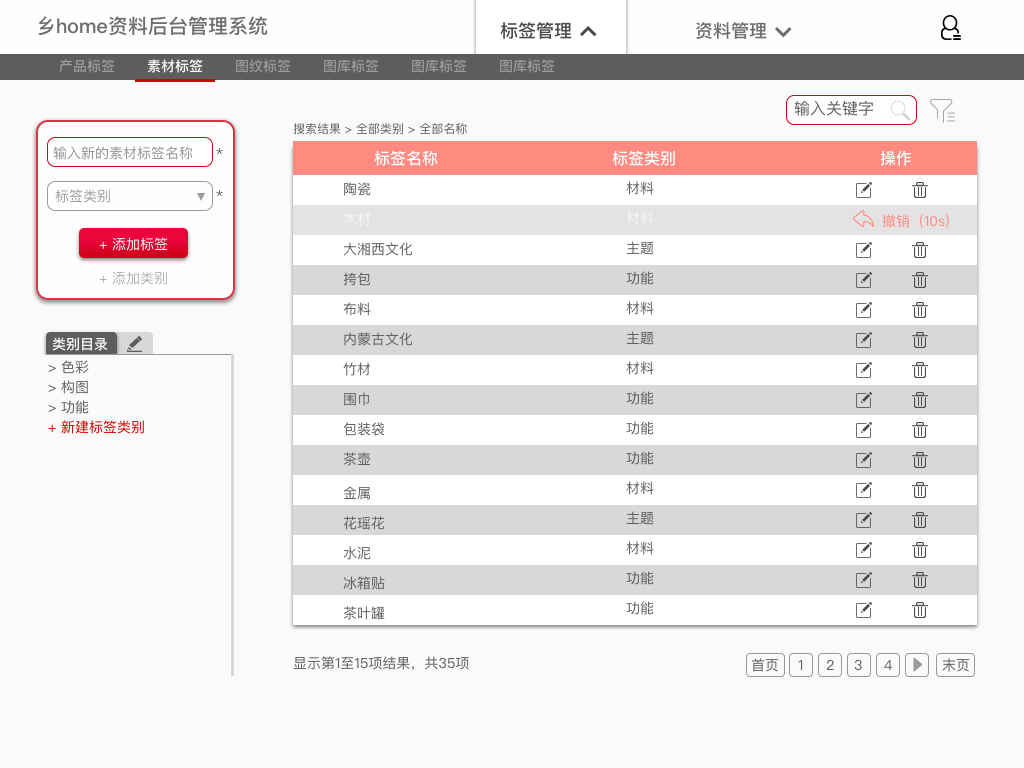 乡home资料后台管理系统
标签管理
资料管理
产品标签 素材标签 图纹标签 图库标签 图库标签 图库标签
输入关键字
搜索结果 > 全部类别 > 全部名称
输入新的素材标签名称 *
标签类别 ▼ *
+ 添加标签
+ 添加类别
类别目录
> 色彩
> 构图
> 功能
+ 新建标签类别
标签名称 标签类别 操作
陶瓷 材料
木材 材料 撤销（10s）
大湘西文化 主题
挎包 功能
布料 材料
内蒙古文化 主题
竹材 材料
围巾 功能
包装袋 功能
茶壶 功能
金属 材料
花瑶花 主题
水泥 材料
冰箱贴 功能
茶叶罐 功能
显示第1至15项结果，共35项
首页 1 2 3 4 末页